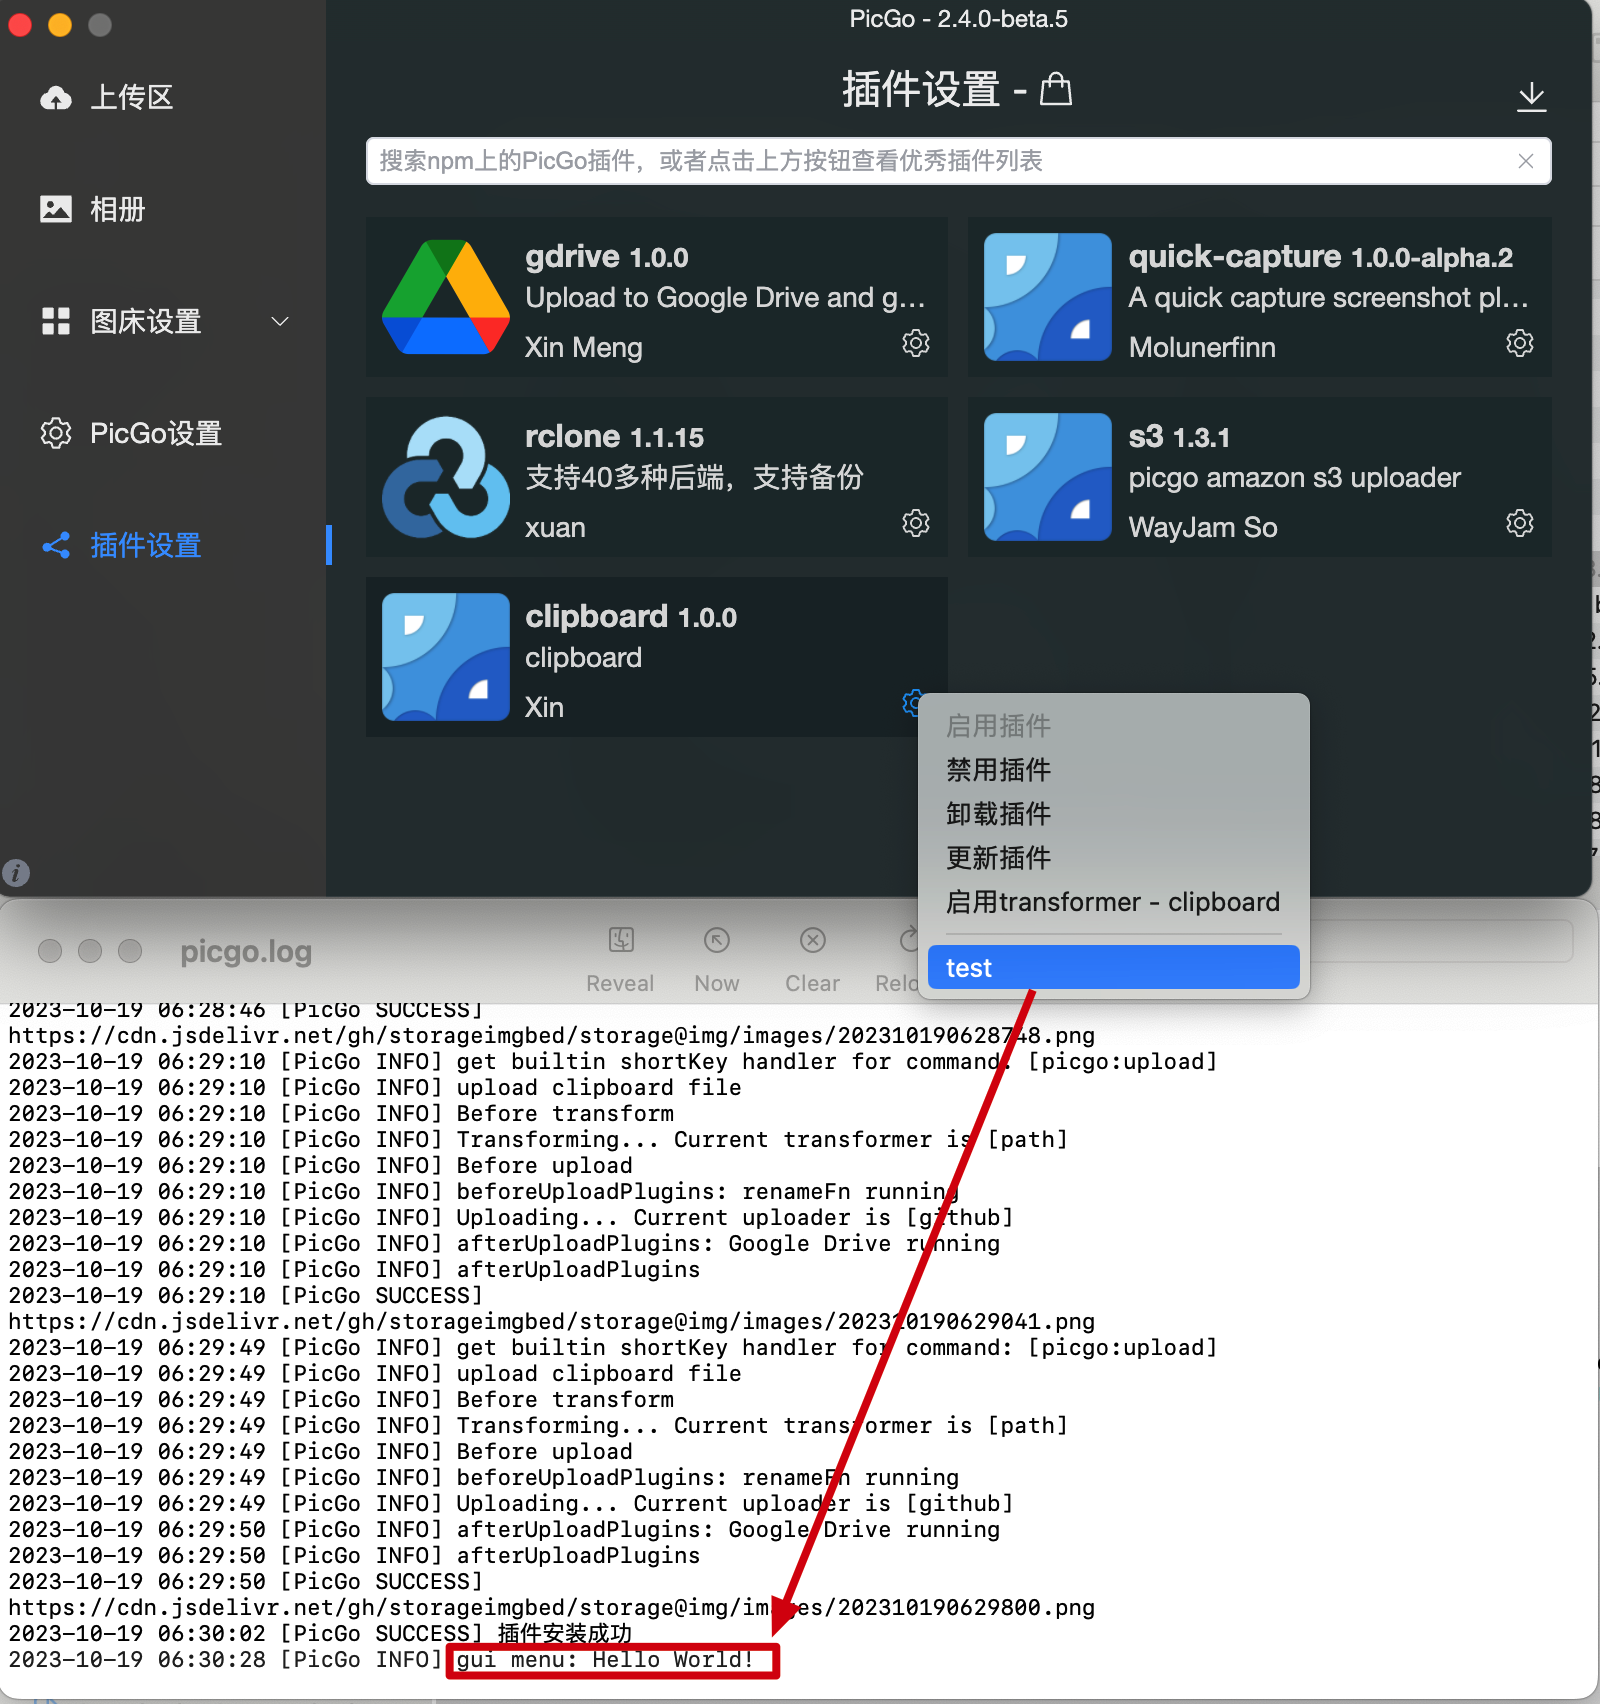 PicGo - 2.4.0-beta.5
上传区
相册
图床设置
PicGo设置
插件设置
插件设置 -
搜索npm上的PicGo插件，或者点击上方按钮查看优秀插件列表
gdrive 1.0.0
Upload to Google Drive and g...
Xin Meng
quick-capture 1.0.0-alpha.2
A quick capture screenshot pl...
Molunerfinn
rclone 1.1.15
支持40多种后端，支持备份
xuan
s3 1.3.1
picgo amazon s3 uploader
WayJam So
clipboard 1.0.0
clipboard
Xin
启用插件
禁用插件
卸载插件
更新插件
启用transformer - clipboard
test
picgo.log
Reveal
Now
Clear
2023-10-19 06:28:46 [PicGo SUCCESS]
https://cdn.jsdelivr.net/gh/storageimgbed/storage@img/images/202310190628748.png
2023-10-19 06:29:10 [PicGo INFO] get builtin shortKey handler for command: [picgo:upload]
2023-10-19 06:29:10 [PicGo INFO] upload clipboard file
2023-10-19 06:29:10 [PicGo INFO] Before transform
2023-10-19 06:29:10 [PicGo INFO] Transforming... Current transformer is [path]
2023-10-19 06:29:10 [PicGo INFO] Before upload
2023-10-19 06:29:10 [PicGo INFO] beforeUploadPlugins: renameFn running
2023-10-19 06:29:10 [PicGo INFO] Uploading... Current uploader is [github]
2023-10-19 06:29:10 [PicGo INFO] afterUploadPlugins: Google Drive running
2023-10-19 06:29:10 [PicGo INFO] afterUploadPlugins
2023-10-19 06:29:10 [PicGo SUCCESS]
https://cdn.jsdelivr.net/gh/storageimgbed/storage@img/images/202310190629041.png
2023-10-19 06:29:49 [PicGo INFO] get builtin shortKey handler for command: [picgo:upload]
2023-10-19 06:29:49 [PicGo INFO] upload clipboard file
2023-10-19 06:29:49 [PicGo INFO] Before transform
2023-10-19 06:29:49 [PicGo INFO] Transforming... Current transformer is [path]
2023-10-19 06:29:49 [PicGo INFO] Before upload
2023-10-19 06:29:49 [PicGo INFO] beforeUploadPlugins: renameFn running
2023-10-19 06:29:49 [PicGo INFO] Uploading... Current uploader is [github]
2023-10-19 06:29:50 [PicGo INFO] afterUploadPlugins: Google Drive running
2023-10-19 06:29:50 [PicGo INFO] afterUploadPlugins
2023-10-19 06:29:50 [PicGo SUCCESS]
https://cdn.jsdelivr.net/gh/storageimgbed/storage@img/images/202310190629800.png
2023-10-19 06:30:02 [PicGo SUCCESS] 插件安装成功
2023-10-19 06:30:28 [PicGo INFO] gui menu: Hello World!